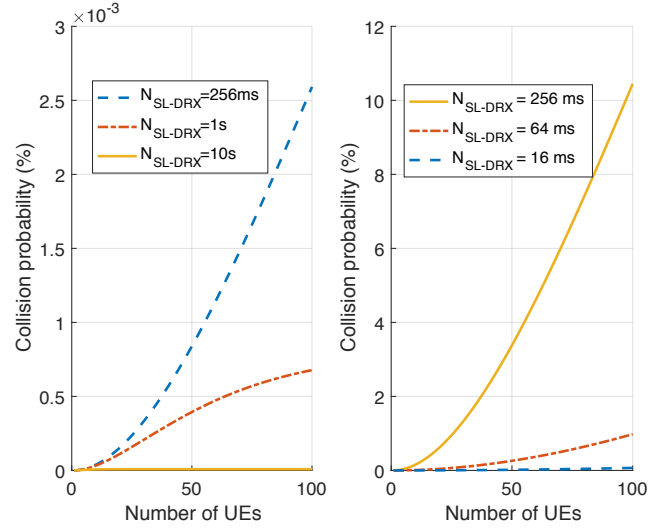 ×10⁻³
3
2.5
2
1.5
1
0.5
0
0 50 100
Number of UEs
Collision probability (%)
N_SL-DRX=256ms
N_SL-DRX=1s
N_SL-DRX=10s
12
10
8
6
4
2
0
0 50 100
Number of UEs
Collision probability (%)
N_SL-DRX = 256 ms
N_SL-DRX = 64 ms
N_SL-DRX = 16 ms